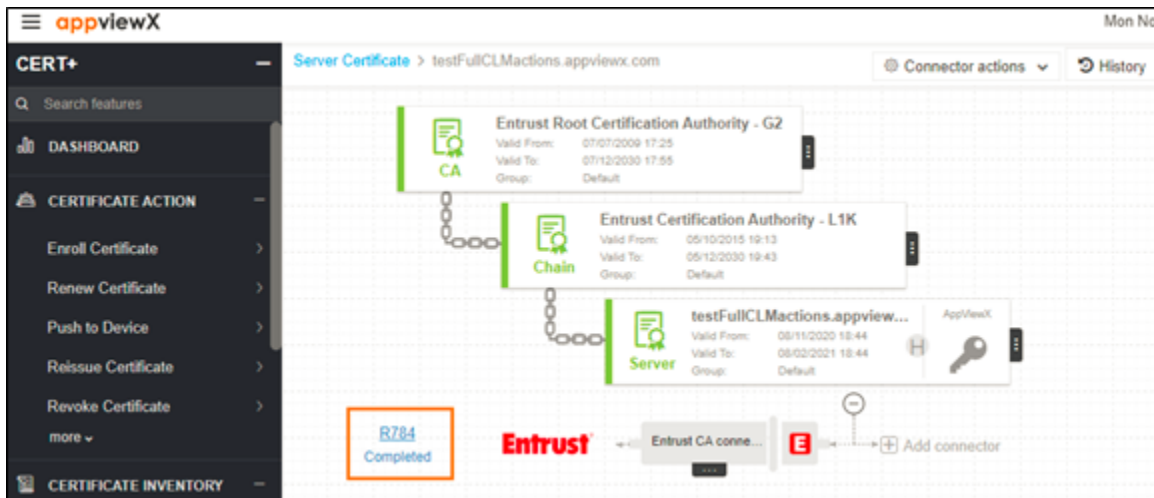 appviewX
Mon No
CERT+
Server Certificate > testFullCLMactions.appviewx.com
Connector actions
History
Search features
DASHBOARD
CERTIFICATE ACTION
Enroll Certificate
Renew Certificate
Push to Device
Reissue Certificate
Revoke Certificate
more
CERTIFICATE INVENTORY
CA
Entrust Root Certification Authority - G2
Valid From: 07/07/2009 17:25
Valid To: 07/12/2030 17:55
Group: Default
Chain
Entrust Certification Authority - L1K
Valid From: 05/10/2015 19:13
Valid To: 05/12/2030 19:43
Group: Default
Server
testFullCLMactions.appview...
Valid From: 08/11/2020 18:44
Valid To: 08/02/2021 18:44
Group: Default
H
AppViewX
R784
Completed
Entrust
Entrust CA conne...
E
Add connector